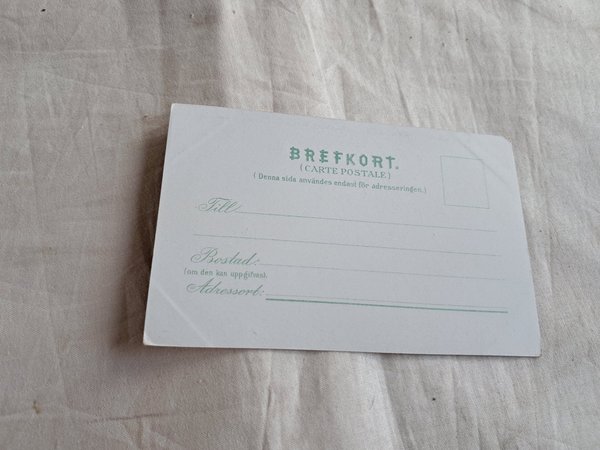 BREFKORT.
(CARTE POSTALE)
(Denna sida användes endast för adresseringen.)
Till
Bostad:
(om den kan uppgifvas).
Adressort: